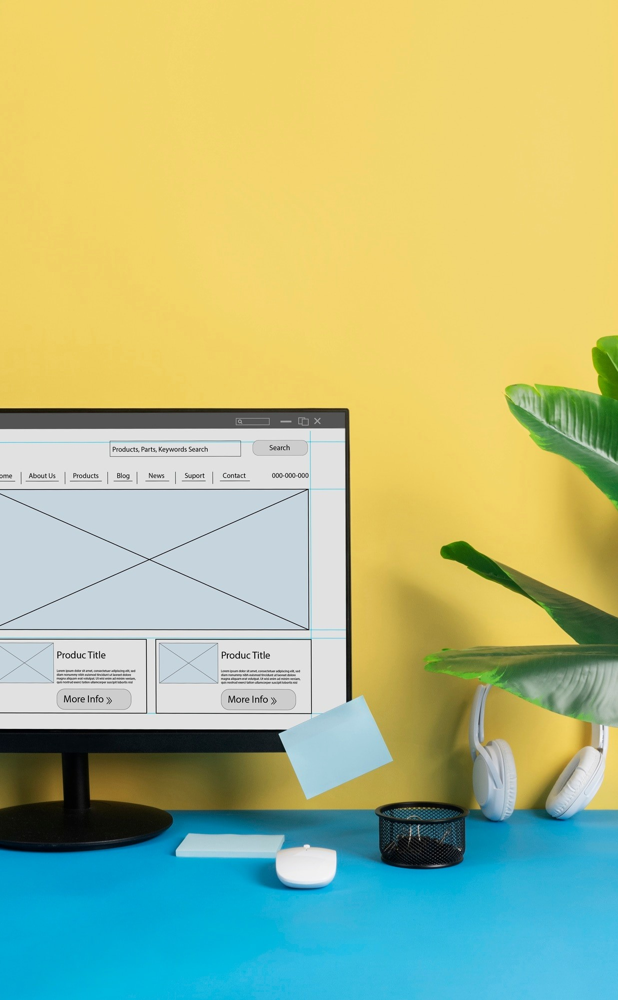 Products, Parts, Keywords Search
Search
ome
About Us
Products
Blog
News
Suport
Contact
000-000-000
Produc Title
Lorem ipsum dolor sit amet, consectetuer adipiscing elit, sed
diam nonummy nibh euismod tincidunt ut laoreet dolore
magna aliquam erat volutpat. Ut wisi enim ad minim veniam,
quis nostrud exerci tation ullamcorper suscipit lobortis nisl
More Info
Produc Title
Lorem ipsum dolor sit amet, consectetuer adipiscing elit, sed
diam nonummy nibh euismod tincidunt ut laoreet dolore
magna aliquam erat volutpat. Ut wisi enim ad minim veniam,
quis nostrud exerci tation ullamcorper suscipit lobortis nisl
More Info